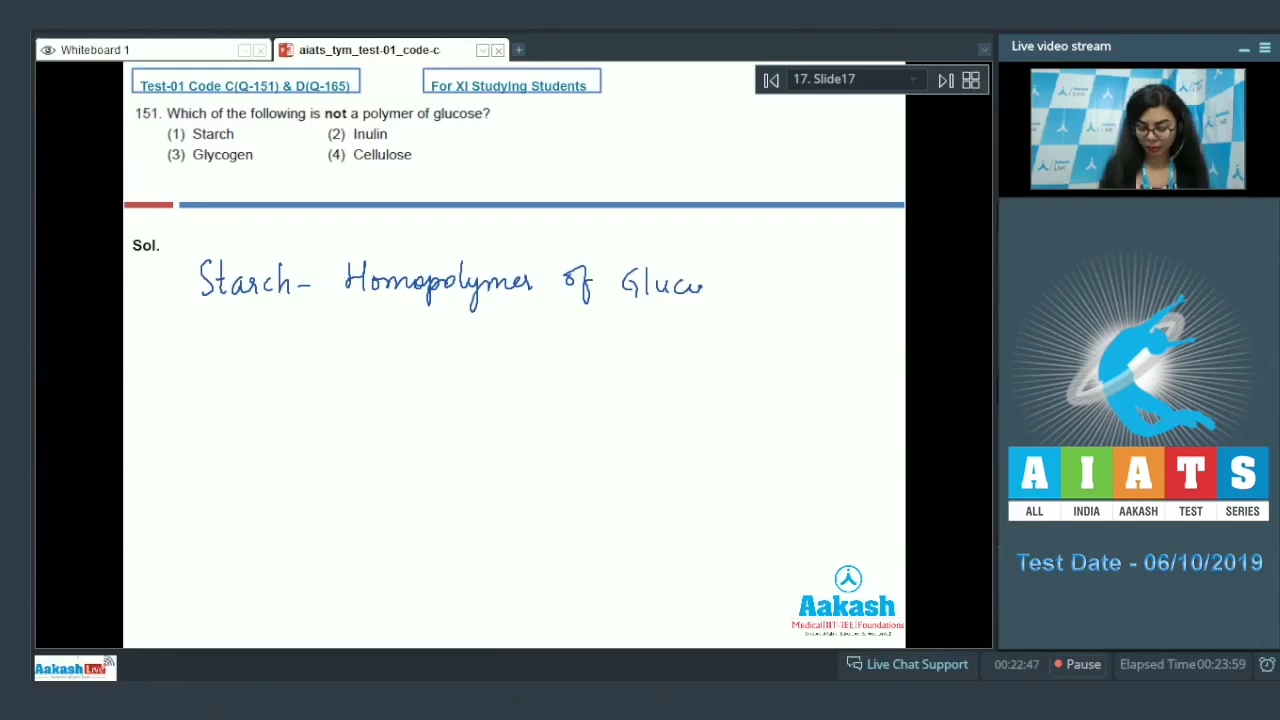 Whiteboard 1
aiats_tym_test-01_code-c
Live video stream
Test-01 Code C(Q-151) & D(Q-165)
For XI Studying Students
17. Slide17
151. Which of the following is not a polymer of glucose?
(1) Starch (2) Inulin
(3) Glycogen (4) Cellulose
Sol.
Starch- Homopolymer of Gluco
A I A T S
ALL INDIA AAKASH TEST SERIES
Test Date - 06/10/2019
Aakash
Medical|IIT-JEE|Foundations
Aakash Live
Live Chat Support
00:22:47
Pause
Elapsed Time 00:23:59